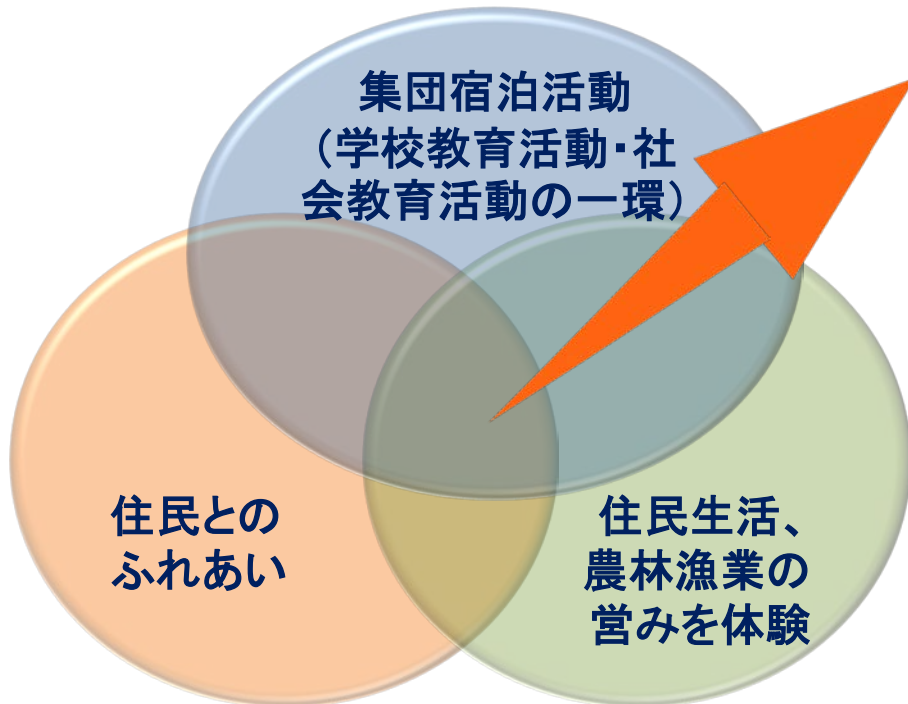 集団宿泊活動
（学校教育活動・社
会教育活動の一環）
住民との
ふれあい
住民生活、
農林漁業の
営みを体験